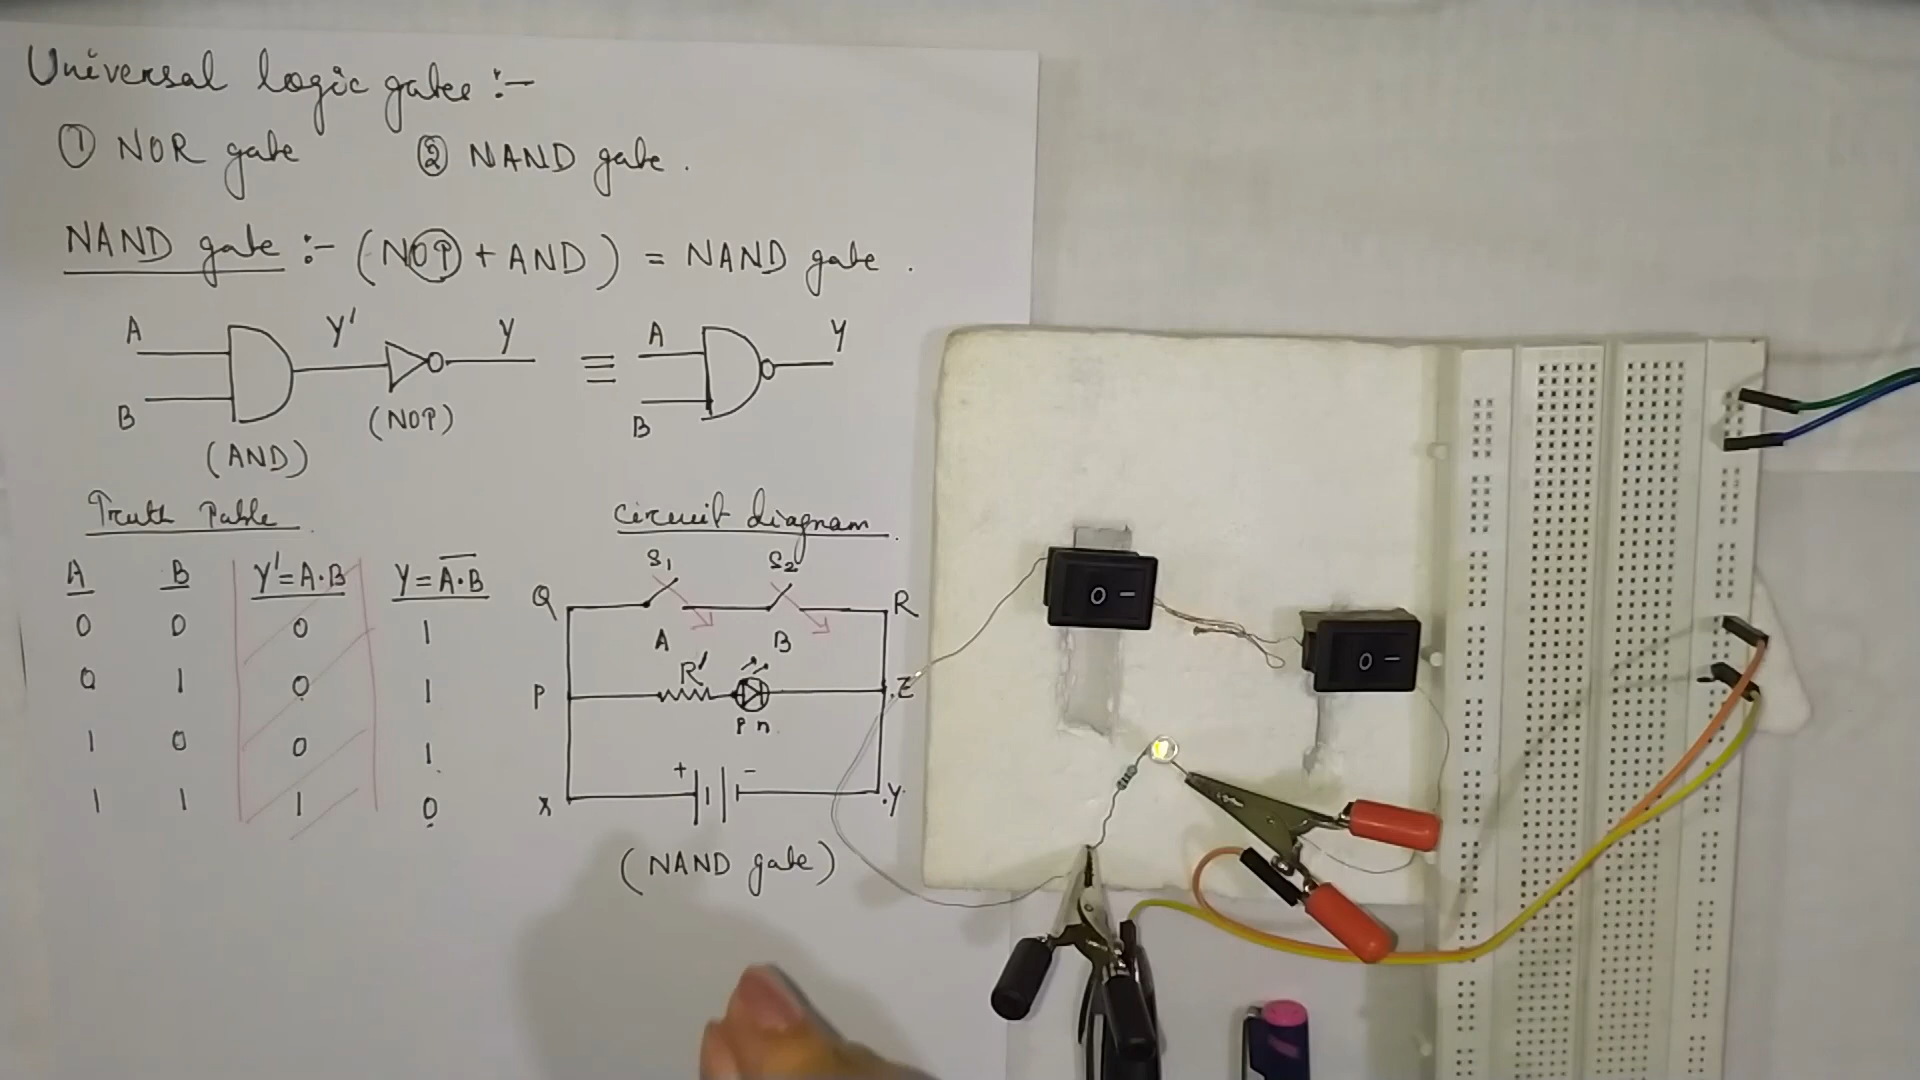 Universal logic gates :-
① NOR gate ② NAND gate .
NAND gate :- (NOT + AND) = NAND gate .
A Y' Y ≡ A Y
B B
(AND) (NOT)
Truth Table
A B Y'=A·B Y=\overline{A·B}
0 0 0 1
0 1 0 1
1 0 0 1
1 1 1 0
Circuit diagram .
S₁ S₂
Q R
A B
R'
P Z
P n
+ -
X Y
(NAND gate)
O –
O –